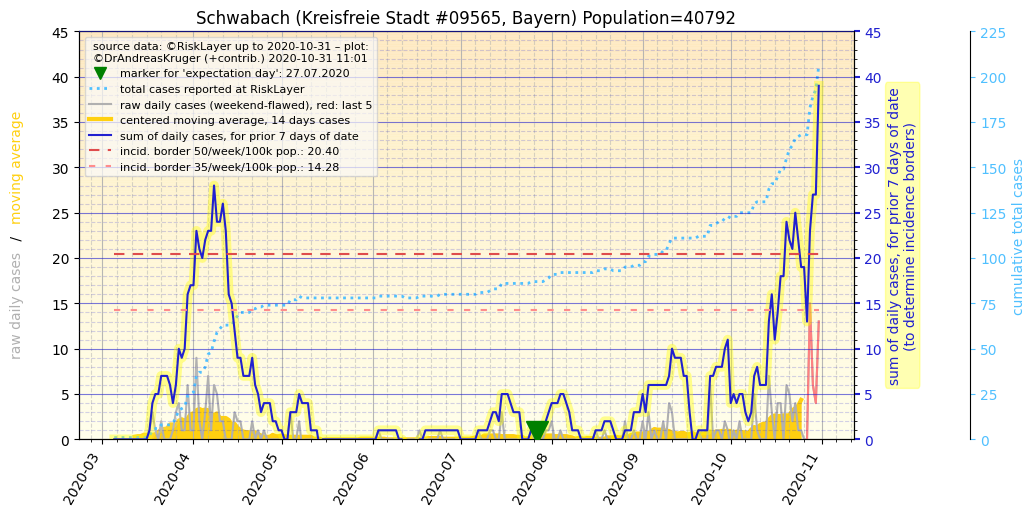 Schwabach (Kreisfreie Stadt #09565, Bayern) Population=40792
source data: ©RiskLayer up to 2020-10-31 – plot:
©DrAndreasKruger (+contrib.) 2020-10-31 11:01
marker for 'expectation day': 27.07.2020
total cases reported at RiskLayer
raw daily cases (weekend-flawed), red: last 5
centered moving average, 14 days cases
sum of daily cases, for prior 7 days of date
incid. border 50/week/100k pop.: 20.40
incid. border 35/week/100k pop.: 14.28
raw daily cases / moving average
45
40
35
30
25
20
15
10
5
0
2020-03
2020-04
2020-05
2020-06
2020-07
2020-08
2020-09
2020-10
2020-11
45
40
35
30
25
20
15
10
5
0
sum of daily cases, for prior 7 days of date
(to determine incidence borders)
225
200
175
150
125
100
75
50
25
0
cumulative total cases